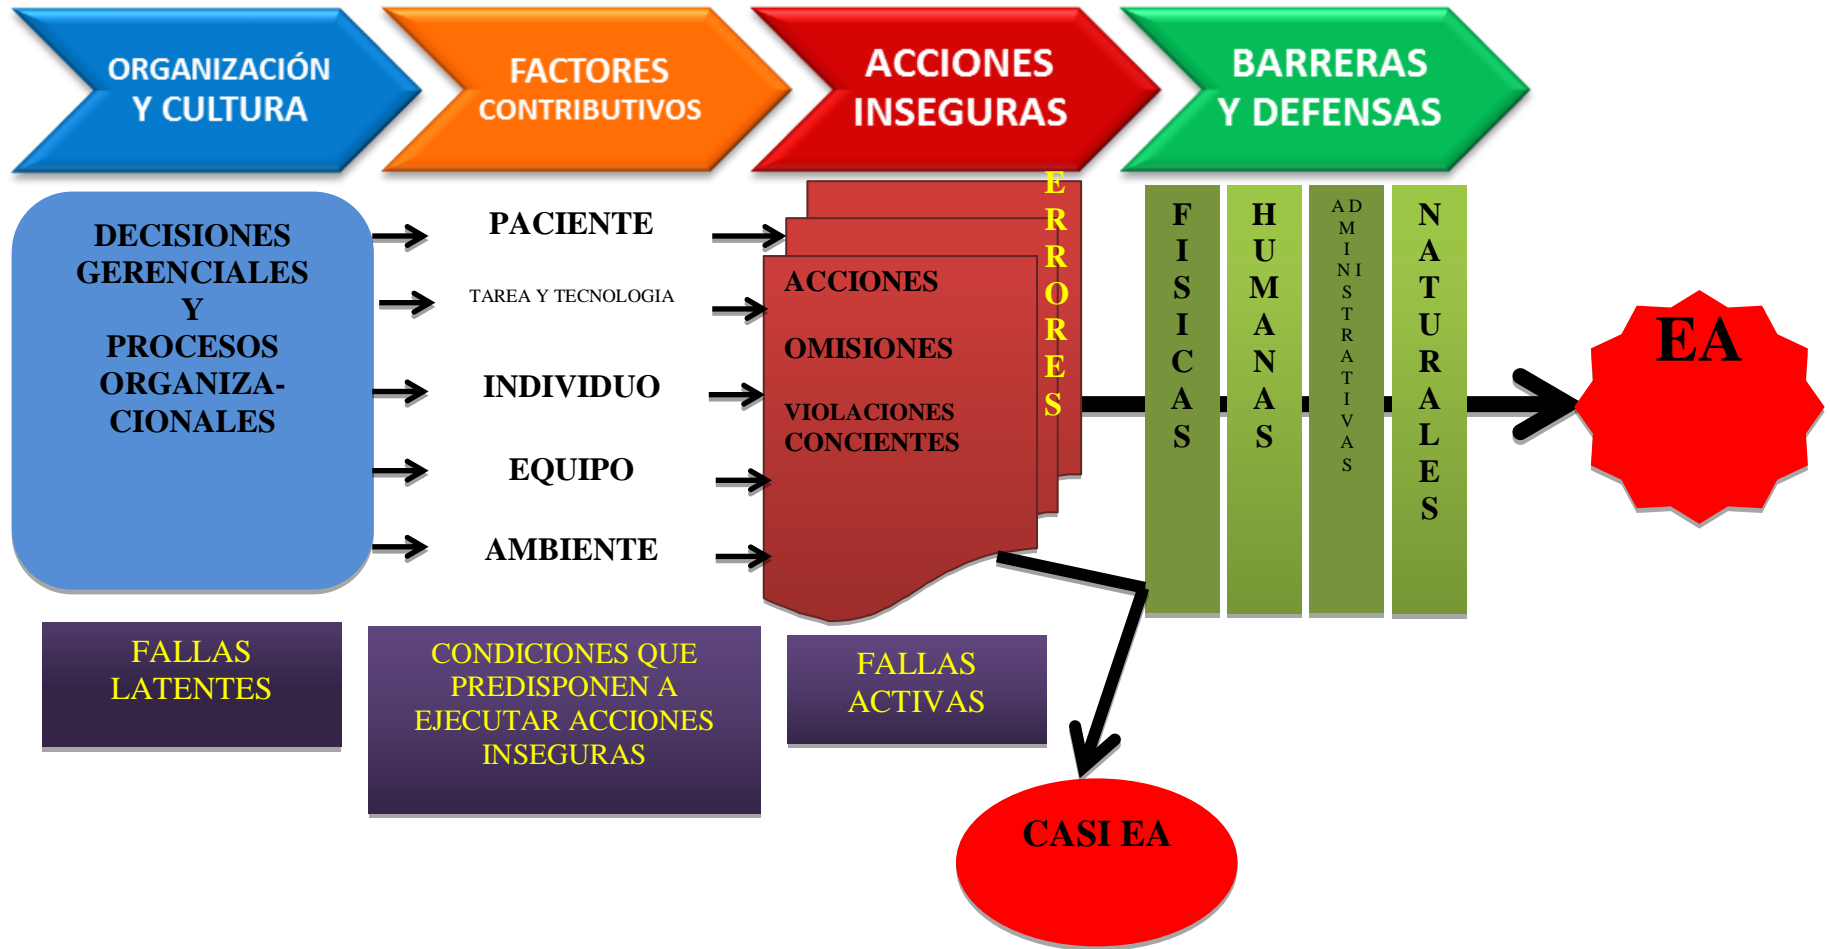 ORGANIZACIÓN
Y CULTURA
FACTORES
CONTRIBUTIVOS
ACCIONES
INSEGURAS
BARRERAS
Y DEFENSAS
DECISIONES
GERENCIALES
Y
PROCESOS
ORGANIZA-
CIONALES
PACIENTE
TAREA Y TECNOLOGIA
INDIVIDUO
EQUIPO
AMBIENTE
ERRORES
ACCIONES
OMISIONES
VIOLACIONES
CONCIENTES
FISICAS
HUMANAS
ADMINISTRATIVAS
NATURALES
EA
FALLAS
LATENTES
CONDICIONES QUE
PREDISPONEN A
EJECUTAR ACCIONES
INSEGURAS
FALLAS
ACTIVAS
CASI EA